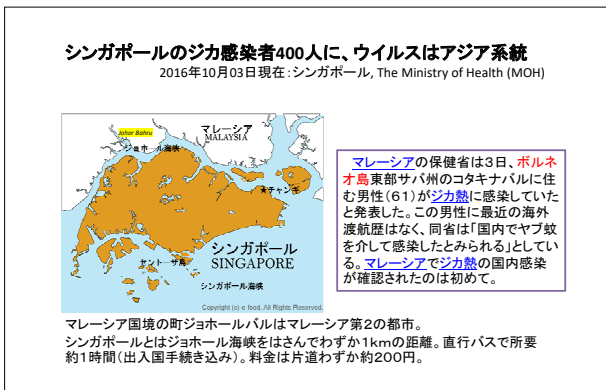 シンガポールのジカ感染者400人に、ウイルスはアジア系統
2016年10月03日現在：シンガポール, The Ministry of Health (MOH)
Johor Bahru
マレーシア
MALAYSIA
ジョホール海峡
★チャンギ
シンガポール
SINGAPORE
セントーサ島
シンガポール海峡
Copyright (c) e food. All Rights Reserved.
マレーシアの保健省は3日、ボルネ
オ島東部サバ州のコタキナバルに住
む男性（61）がジカ熱に感染していた
と発表した。この男性に最近の海外
渡航歴はなく、同省は「国内でヤブ蚊
を介して感染したとみられる」としてい
る。マレーシアでジカ熱の国内感染
が確認されたのは初めて。
マレーシア国境の町ジョホールバルはマレーシア第2の都市。
シンガポールとはジョホール海峡をはさんでわずか1kmの距離。直行バスで所要
約1時間（出入国手続き込み）。料金は片道わずか約200円。